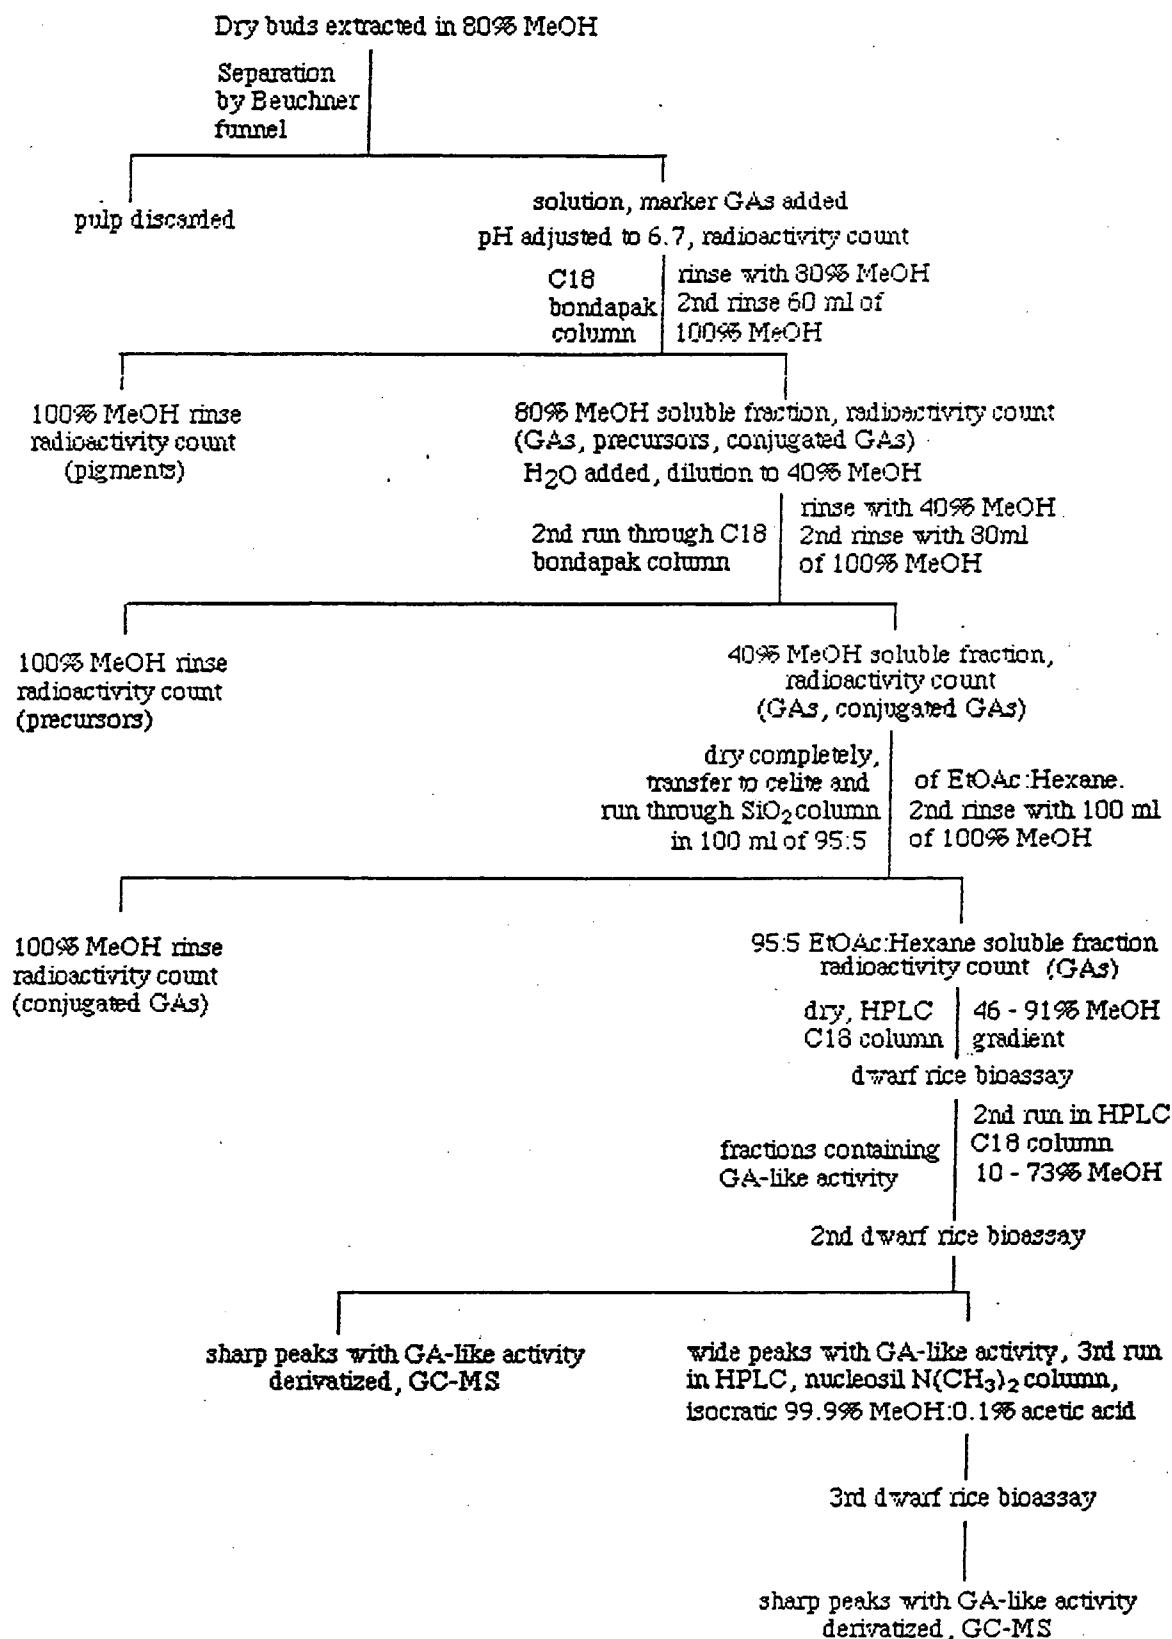 Dry buds extracted in 80% MeOH
Separation
by Beuchner
funnel
pulp discarded
solution, marker GAs added
pH adjusted to 6.7, radioactivity count
C18
bondapak
column
rinse with 80% MeOH
2nd rinse 60 ml of
100% MeOH
100% MeOH rinse
radioactivity count
(pigments)
80% MeOH soluble fraction, radioactivity count
(GAs, precursors, conjugated GAs)
H2O added, dilution to 40% MeOH
2nd run through C18
bondapak column
rinse with 40% MeOH
2nd rinse with 80ml
of 100% MeOH
100% MeOH rinse
radioactivity count
(precursors)
40% MeOH soluble fraction,
radioactivity count
(GAs, conjugated GAs)
dry completely,
transfer to celite and
run through SiO2 column
in 100 ml of 95:5
of EtOAc:Hexane.
2nd rinse with 100 ml
of 100% MeOH
100% MeOH rinse
radioactivity count
(conjugated GAs)
95:5 EtOAc:Hexane soluble fraction
radioactivity count (GAs)
dry, HPLC
C18 column
46 - 91% MeOH
gradient
dwarf rice bioassay
fractions containing
GA-like activity
2nd run in HPLC
C18 column
10 - 73% MeOH
2nd dwarf rice bioassay
sharp peaks with GA-like activity
derivatized, GC-MS
wide peaks with GA-like activity, 3rd run
in HPLC, nucleosil N(CH3)2 column,
isocratic 99.9% MeOH:0.1% acetic acid
3rd dwarf rice bioassay
sharp peaks with GA-like activity
derivatized, GC-MS